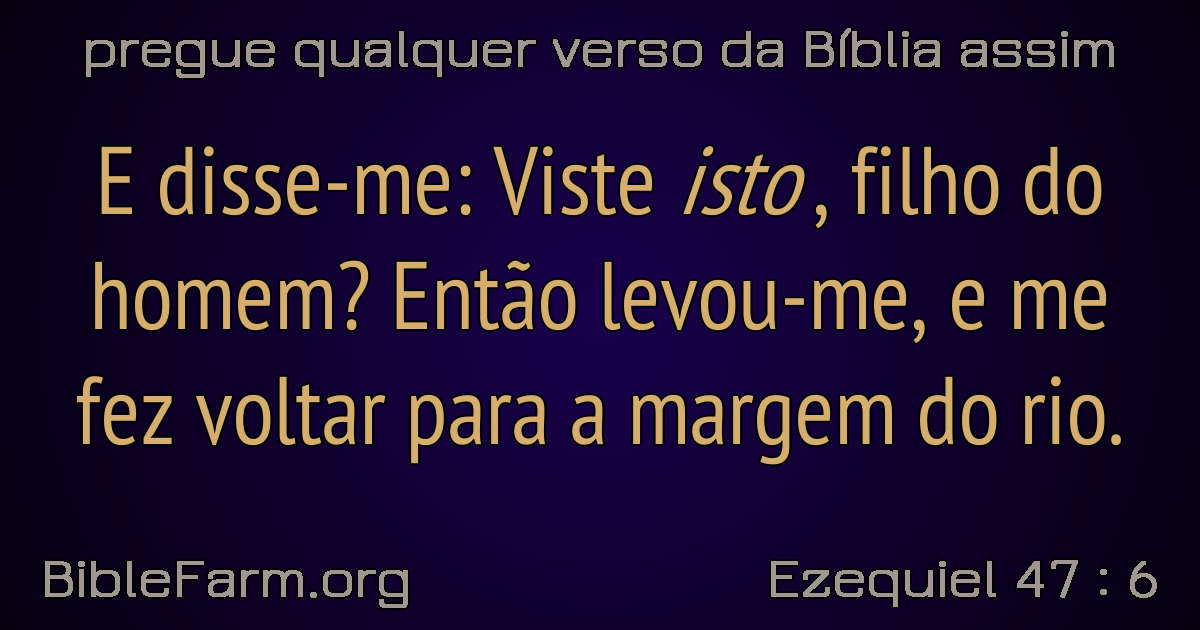 pregue qualquer verso da Bíblia assim
E disse-me: Viste isto, filho do
homem? Então levou-me, e me
fez voltar para a margem do rio.
BibleFarm.org
Ezequiel 47 : 6